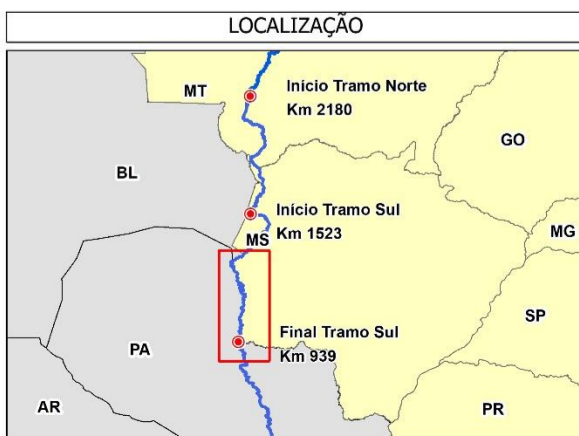 LOCALIZAÇÃO
MT
Início Tramo Norte
Km 2180
GO
BL
Início Tramo Sul
Km 1523
MS
MG
SP
PA
Final Tramo Sul
Km 939
AR
PR